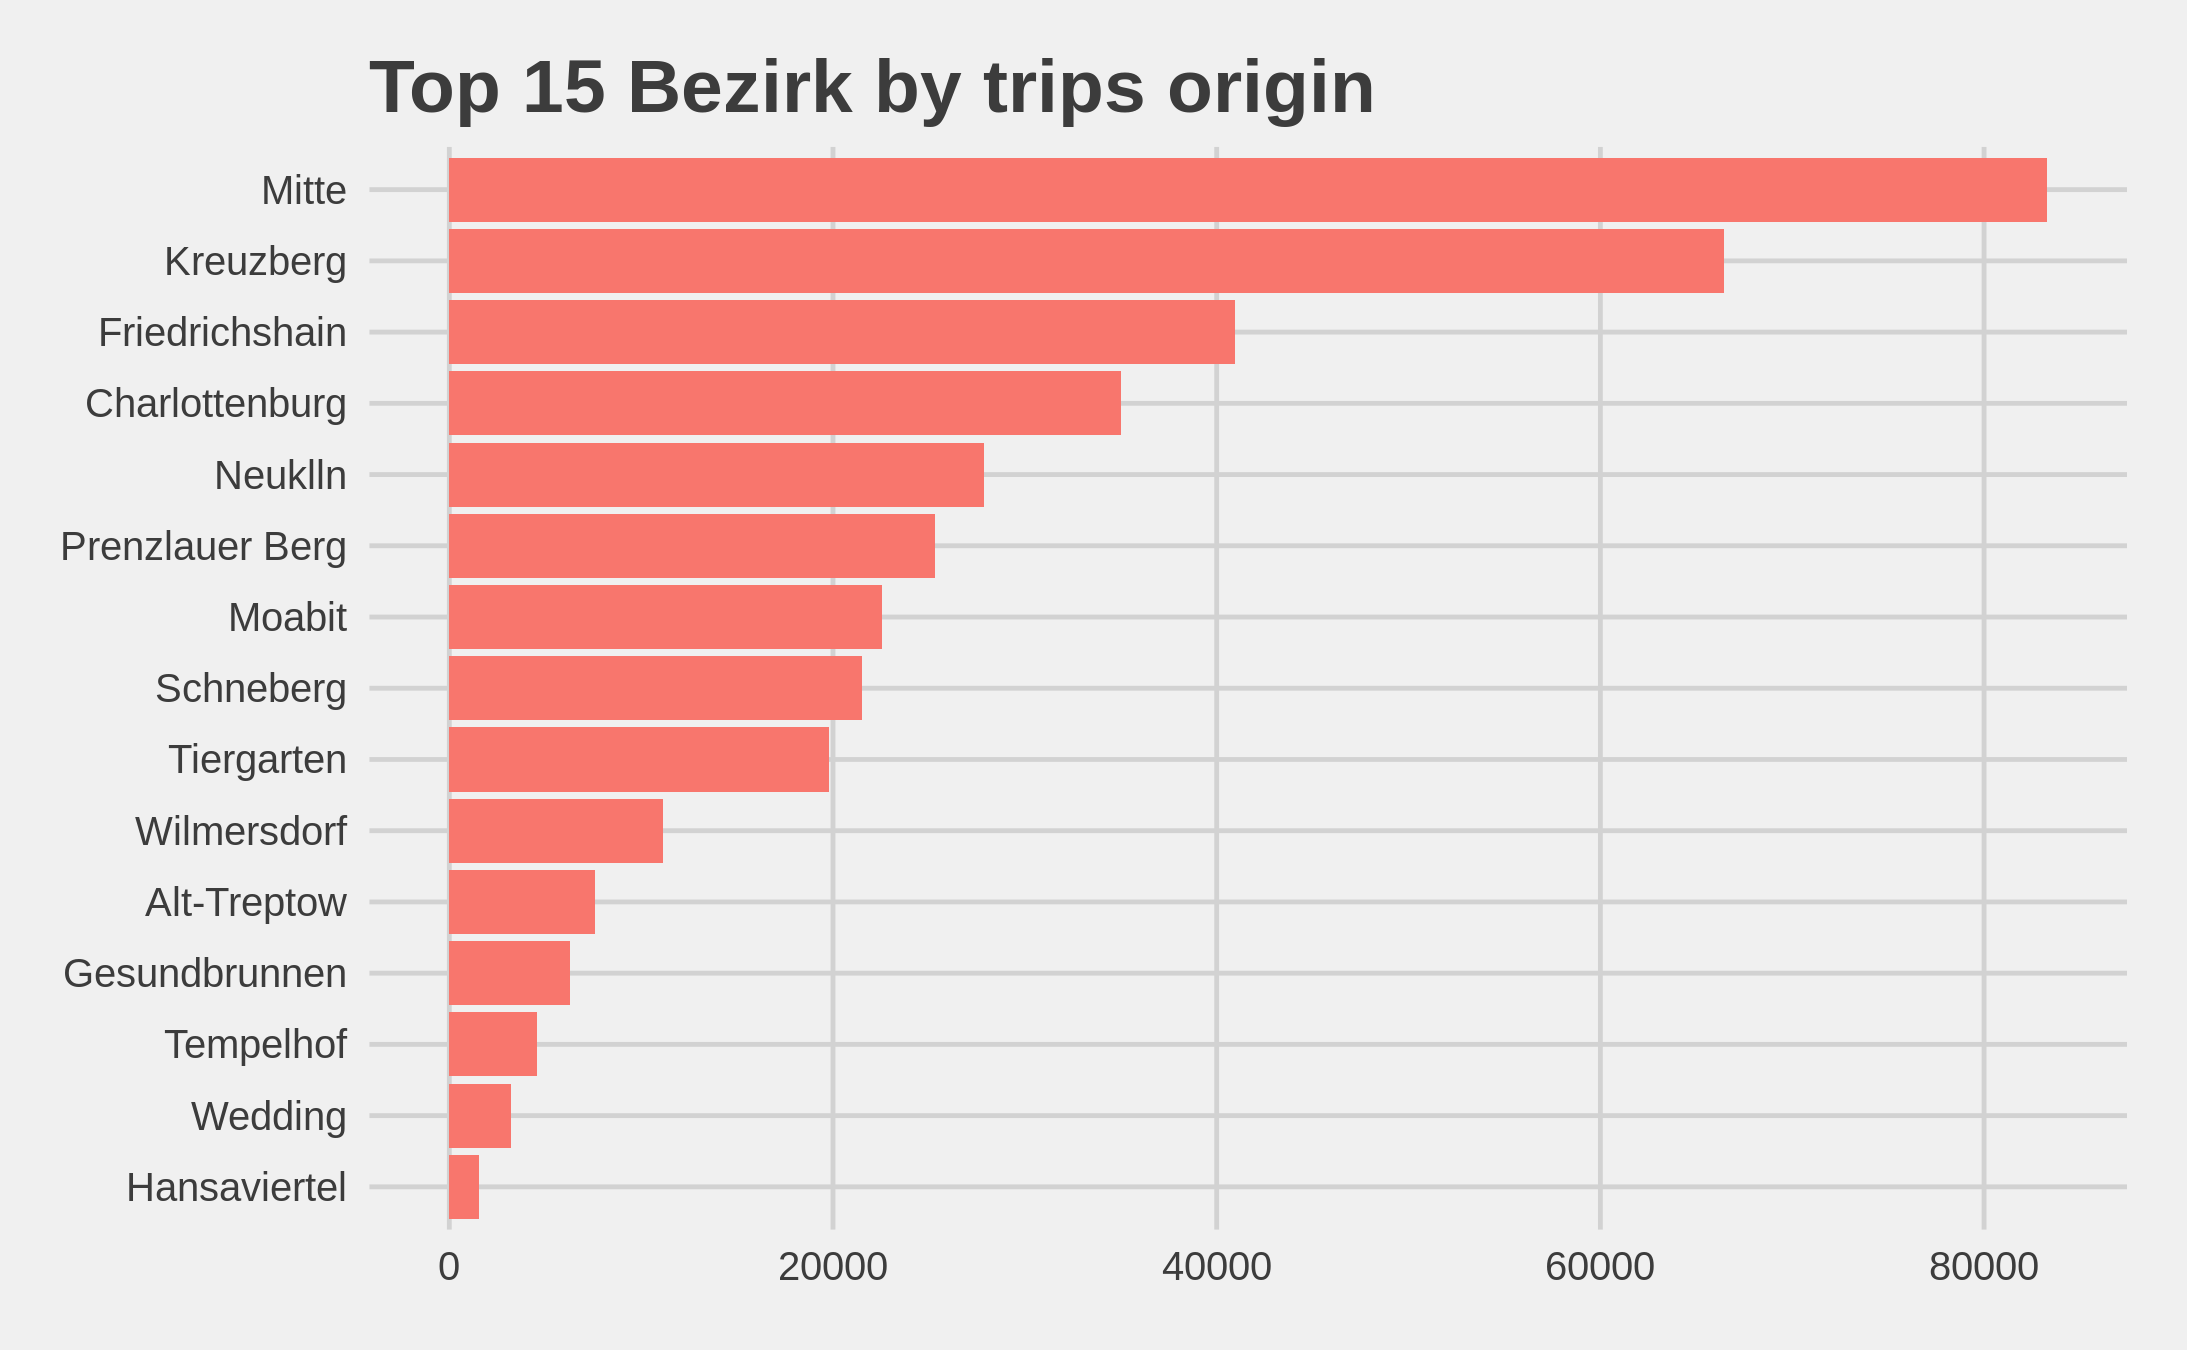 Top 15 Bezirk by trips origin
Mitte
Kreuzberg
Friedrichshain
Charlottenburg
Neuklln
Prenzlauer Berg
Moabit
Schneberg
Tiergarten
Wilmersdorf
Alt-Treptow
Gesundbrunnen
Tempelhof
Wedding
Hansaviertel
0 20000 40000 60000 80000